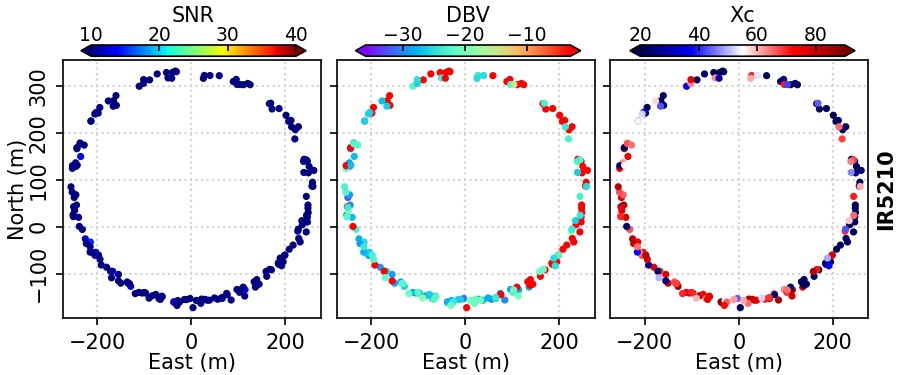 SNR DBV Xc
10 20 30 40 −30 −20 −10 20 40 60 80
300
200
100
0
−100
North (m)
IR5210
−200 0 200 −200 0 200 −200 0 200
East (m) East (m) East (m)